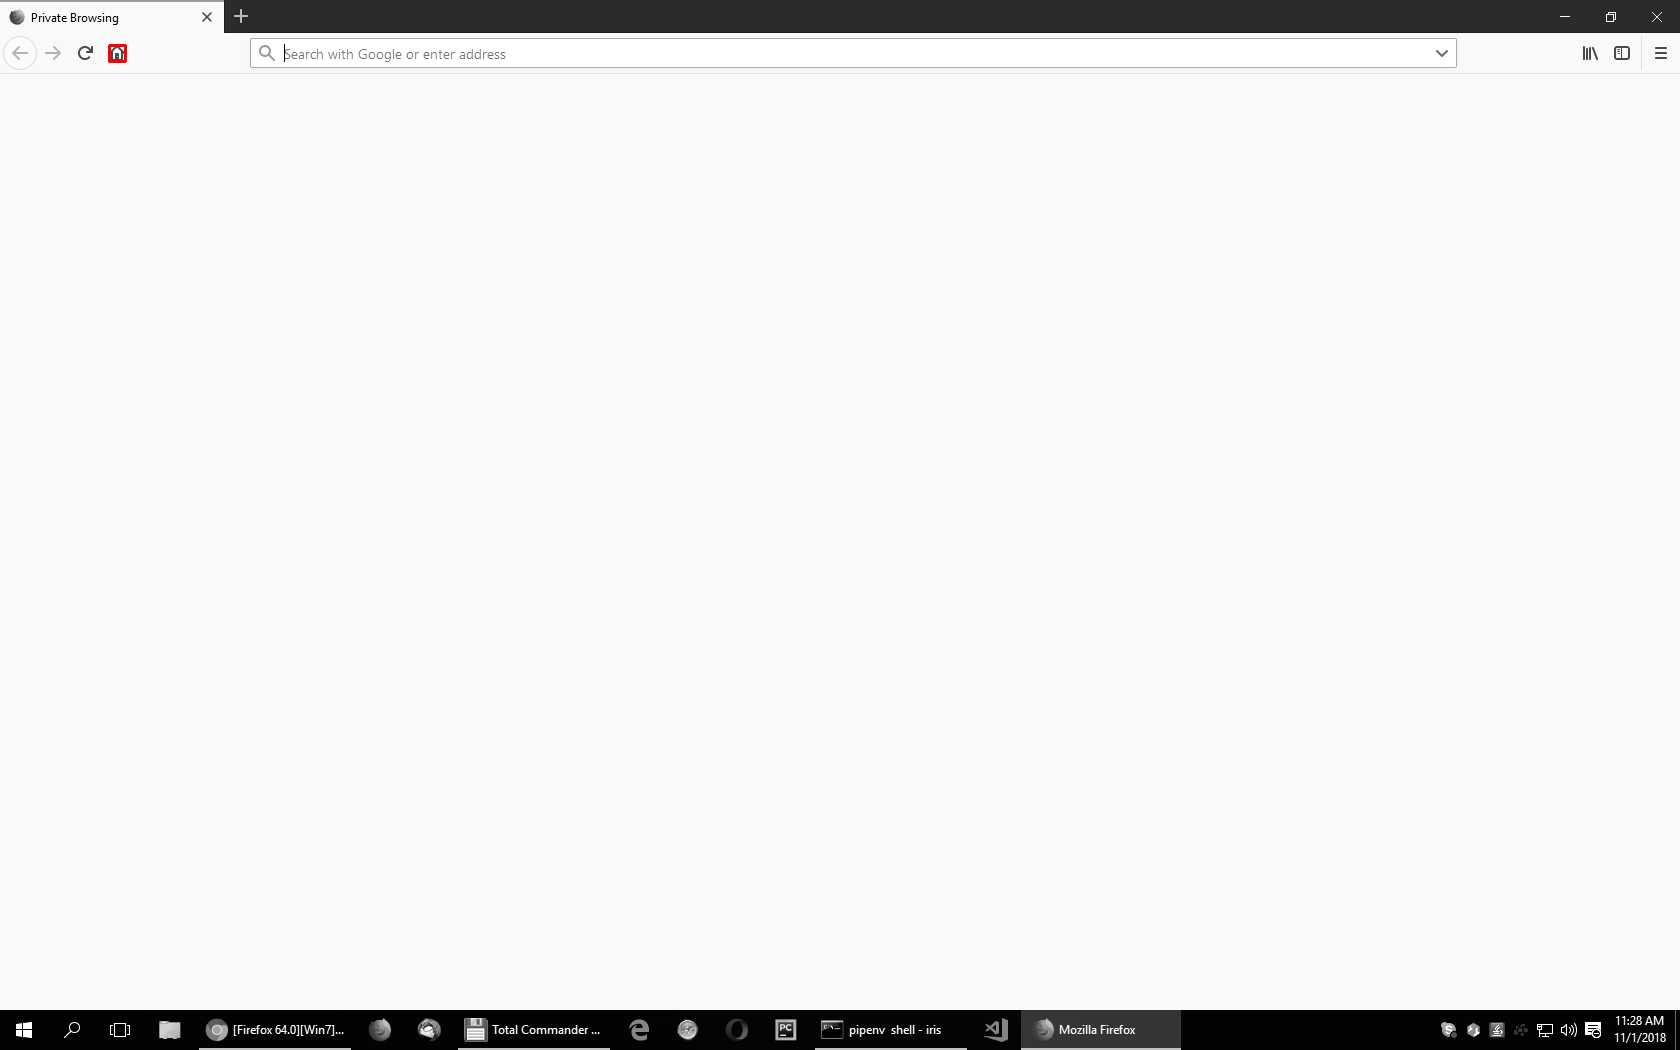 Private Browsing
Search with Google or enter address
[Firefox 64.0][Win7]...
Total Commander ...
PC
pipenv shell - iris
Mozilla Firefox
11:28 AM
11/1/2018